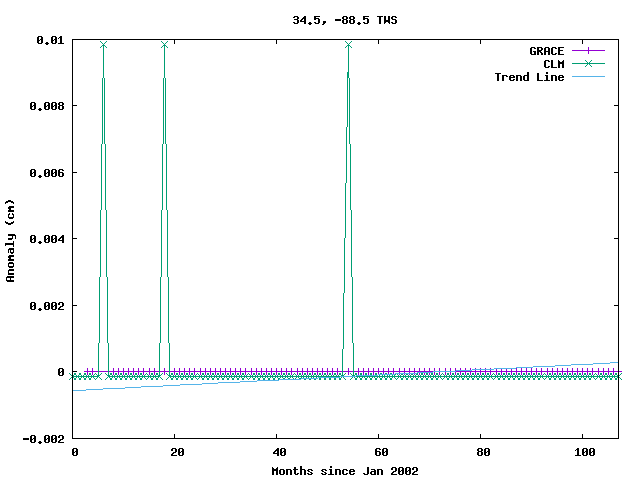 34.5, -88.5 TWS
GRACE
CLM
Trend Line
0.01
0.008
0.006
0.004
0.002
0
-0.002
Anomaly (cm)
0 20 40 60 80 100
Months since Jan 2002